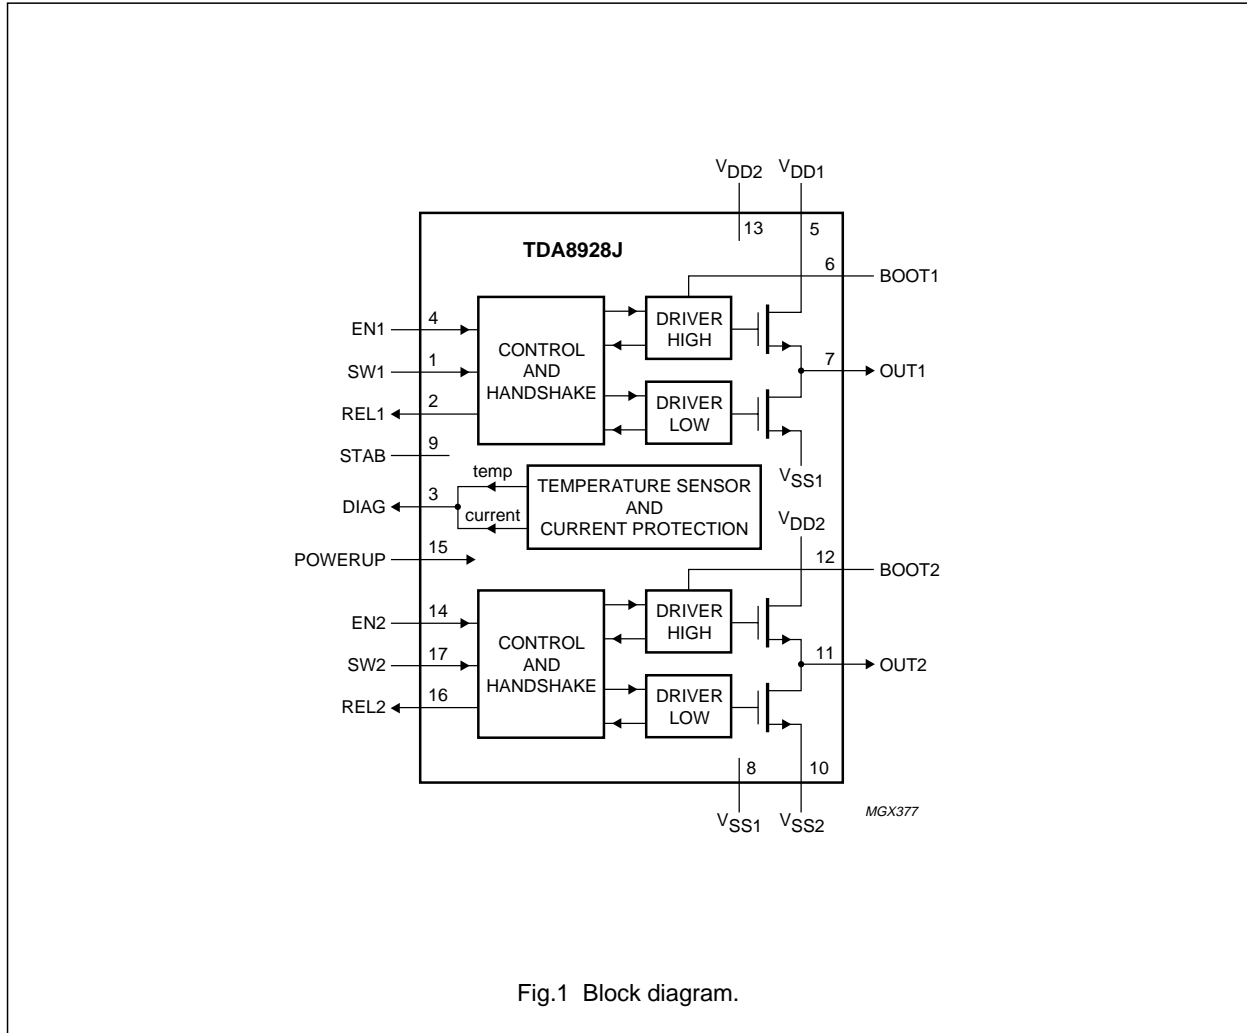 VDD2 VDD1
13 5
TDA8928J
6 BOOT1
EN1 4
DRIVER
HIGH
SW1 1
CONTROL
AND
HANDSHAKE
7 OUT1
REL1 2
DRIVER
LOW
STAB 9
VSS1
temp
TEMPERATURE SENSOR
AND
CURRENT PROTECTION
DIAG 3
current
VDD2
POWERUP 15
12 BOOT2
EN2 14
DRIVER
HIGH
SW2 17
CONTROL
AND
HANDSHAKE
11 OUT2
REL2 16
DRIVER
LOW
8 10
VSS1 VSS2
MGX377
Fig.1 Block diagram.